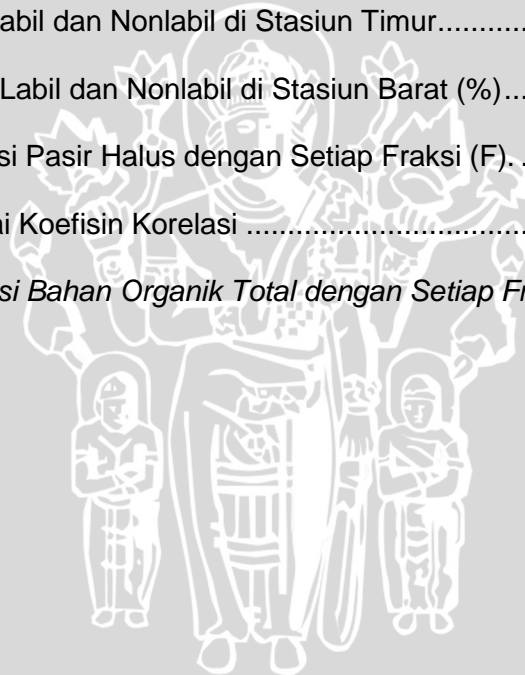 abil dan Nonlabil di Stasiun Timur............
Labil dan Nonlabil di Stasiun Barat (%)...
si Pasir Halus dengan Setiap Fraksi (F). .
ai Koefisin Korelasi ..................................
si Bahan Organik Total dengan Setiap Fr